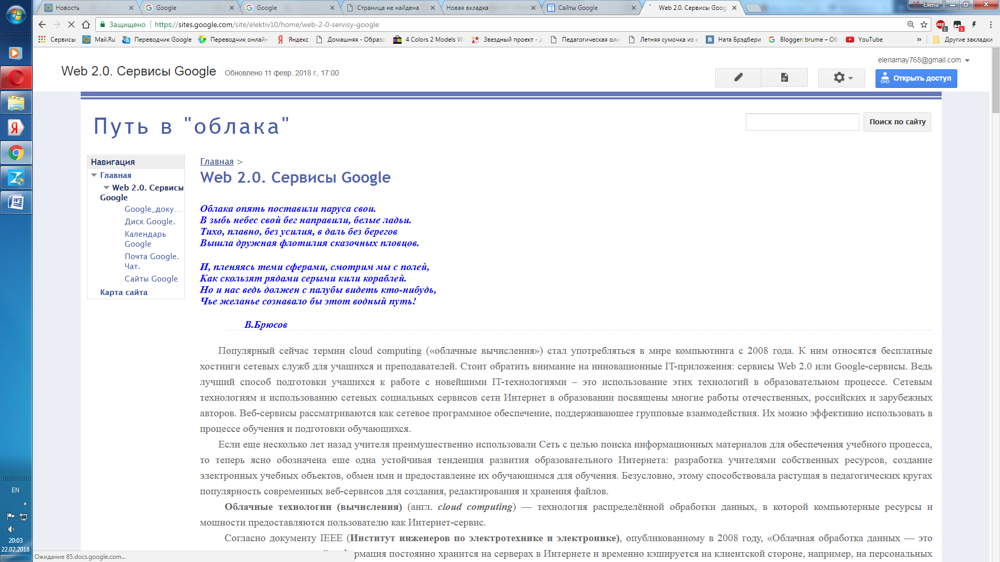 Новость
Google
Google
Страница не найдена
Новая вкладка
Сайты Google
Web 2.0. Сервисы Goog
Елена
Защищено
https://sites.google.com/site/elektiv10/home/web-2-0-servisy-google
ABP
1
3
Сервисы
Mail.Ru
Переводчик Google
Переводчик онлайн
Яндекс
Домашняя - Образо
4 Colors 2 Models W
Звездный проект - д
Педагогическая оли
Летняя сумочка из к
Ната Брэдбери
Blogger: brume – Об
YouTube
»
Другие закладки
elenamay768@gmail.com
Web 2.0. Сервисы Google
Обновлено 11 февр. 2018 г., 17:00
Открыть доступ
Путь в "облака"
Поиск по сайту
Навигация
Главная
Web 2.0. Сервисы
Google
Google_доку...
Диск Google.
Календарь
Google
Почта Google.
Чат.
Сайты Google
Карта сайта
Главная >
Web 2.0. Сервисы Google
Облака опять поставили паруса свои.
В зыбь небес свой бег направили, белые ладьи.
Тихо, плавно, без усилия, в даль без берегов
Вышла дружная флотилия сказочных пловцов.
И, пленяясь теми сферами, смотрим мы с полей,
Как скользят рядами серыми кили кораблей.
Но и нас ведь должен с палубы видеть кто-нибудь,
Чье желанье сознавало бы этот водный путь!
В.Брюсов
Популярный сейчас термин cloud computing («облачные вычисления») стал употребляться в мире компьютинга с 2008 года. К ним относятся бесплатные
хостинги сетевых служб для учащихся и преподавателей. Стоит обратить внимание на инновационные IT-приложения: сервисы Web 2.0 или Google-сервисы. Ведь
лучший способ подготовки учащихся к работе с новейшими IT-технологиями – это использование этих технологий в образовательном процессе. Сетевым
технологиям и использованию сетевых социальных сервисов сети Интернет в образовании посвящены многие работы отечественных, российских и зарубежных
авторов. Веб-сервисы рассматриваются как сетевое программное обеспечение, поддерживающее групповые взаимодействия. Их можно эффективно использовать в
процессе обучения и подготовки обучающихся.
Если еще несколько лет назад учителя преимущественно использовали Сеть с целью поиска информационных материалов для обеспечения учебного процесса,
то теперь ясно обозначена еще одна устойчивая тенденция развития образовательного Интернета: разработка учителями собственных ресурсов, создание
электронных учебных объектов, обмен ими и предоставление их обучающимся для обучения. Безусловно, этому способствовала растущая в педагогических кругах
популярность современных веб-сервисов для создания, редактирования и хранения файлов.
Облачные технологии (вычисления) (англ. cloud computing) — технология распределённой обработки данных, в которой компьютерные ресурсы и
мощности предоставляются пользователю как Интернет-сервис.
Согласно документу IEEE (Институт инженеров по электротехнике и электронике), опубликованному в 2008 году, «Облачная обработка данных — это
рмация постоянно хранится на серверах в Интернете и временно кэшируется на клиентской стороне, например, на персональных
Ожидание 85.docs.google.com...
EN
20:03
22.02.2018